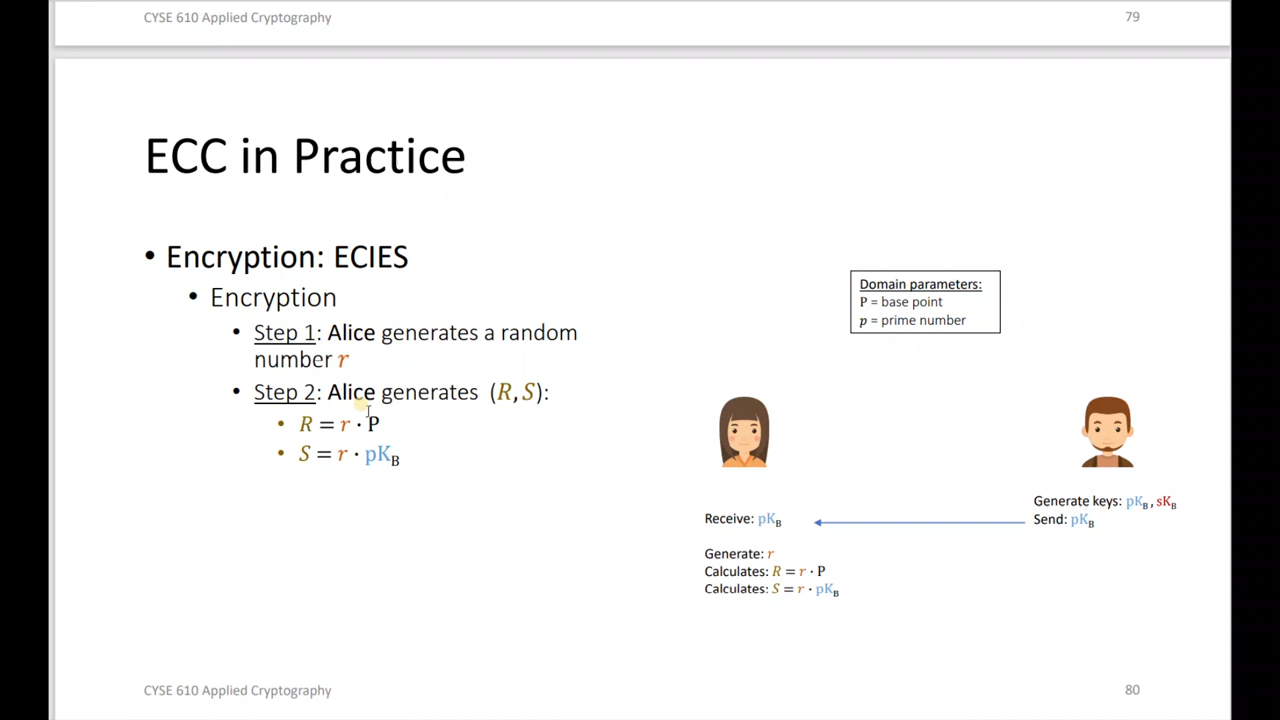 CYSE 610 Applied Cryptography
79
ECC in Practice
• Encryption: ECIES
• Encryption
• Step 1: Alice generates a random
number r
• Step 2: Alice generates (R, S):
• R = r · P
• S = r · pK_B
Domain parameters:
P = base point
p = prime number
Generate keys: pK_B, sK_B
Receive: pK_B
Send: pK_B
Generate: r
Calculates: R = r · P
Calculates: S = r · pK_B
CYSE 610 Applied Cryptography
80